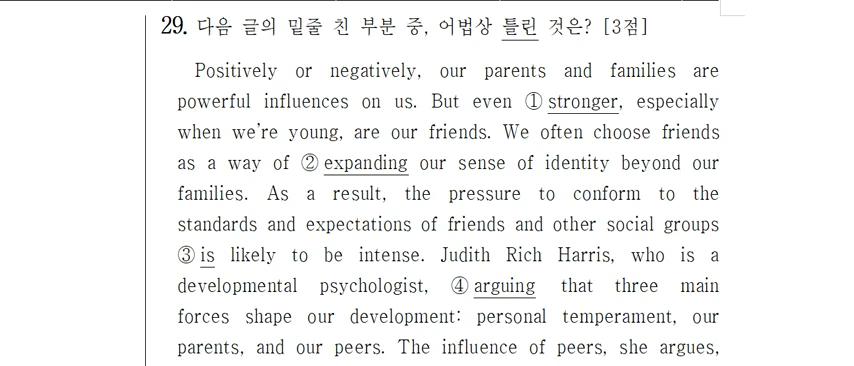 29. 다음 글의 밑줄 친 부분 중, 어법상 틀린 것은? [3점]
Positively or negatively, our parents and families are
powerful influences on us. But even ① stronger, especially
when we're young, are our friends. We often choose friends
as a way of ② expanding our sense of identity beyond our
families. As a result, the pressure to conform to the
standards and expectations of friends and other social groups
③ is likely to be intense. Judith Rich Harris, who is a
developmental psychologist, ④ arguing that three main
forces shape our development: personal temperament, our
parents, and our peers. The influence of peers, she argues,